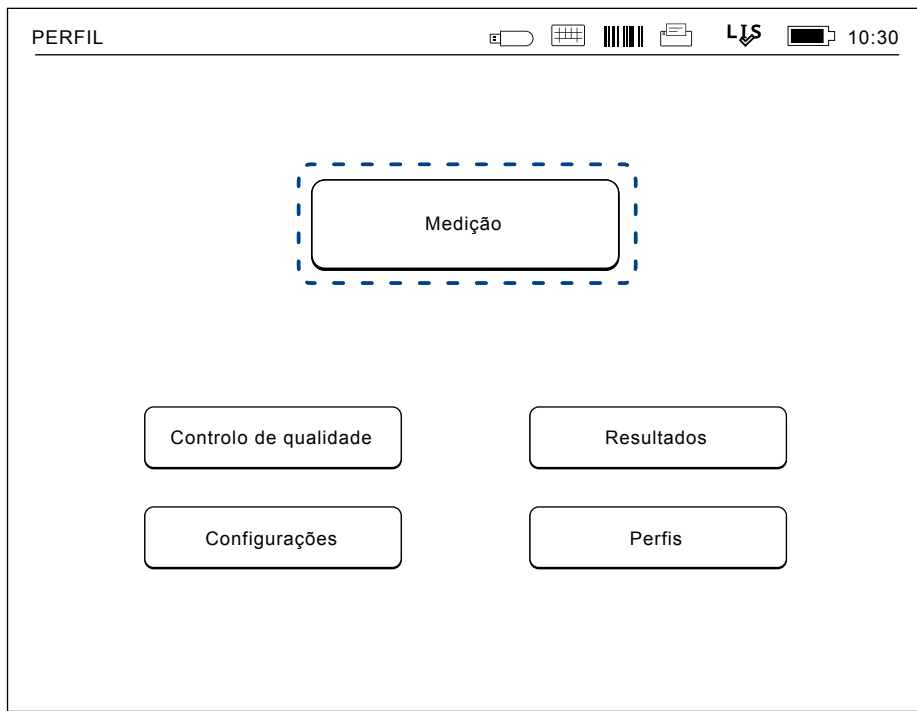 PERFIL LIS 10:30
Medição
Controlo de qualidade Resultados
Configurações Perfis